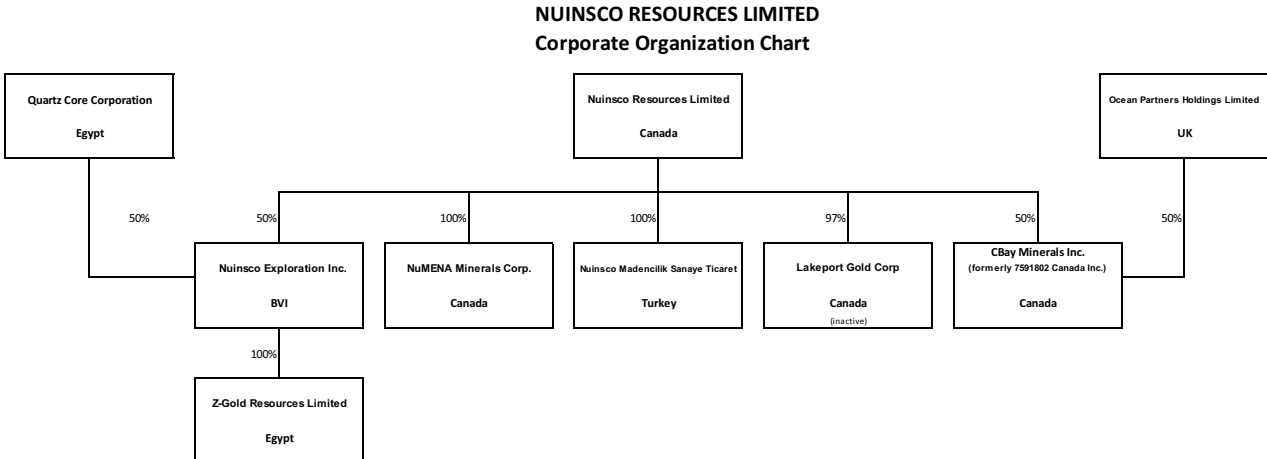 NUINSCO RESOURCES LIMITED
Corporate Organization Chart
Quartz Core Corporation
Egypt
Nuinsco Resources Limited
Canada
Ocean Partners Holdings Limited
UK
50%
50%
100%
100%
97%
50%
50%
Nuinsco Exploration Inc.
BVI
NuMENA Minerals Corp.
Canada
Nuinsco Madencilik Sanaye Ticaret
Turkey
Lakeport Gold Corp
Canada
(inactive)
CBay Minerals Inc.
(formerly 7591802 Canada Inc.)
Canada
100%
Z-Gold Resources Limited
Egypt